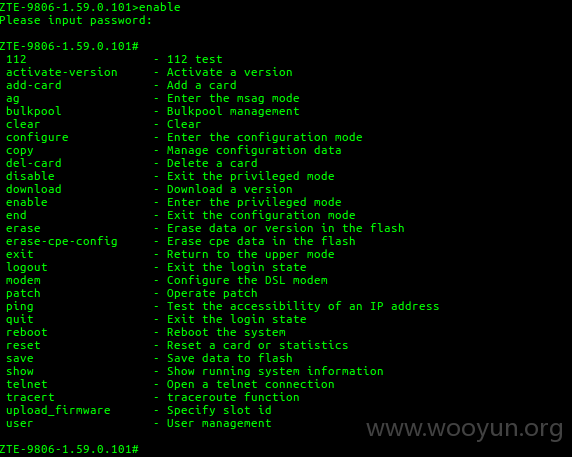 ZTE-9806-1.59.0.101>enable
Please input password:
ZTE-9806-1.59.0.101#
112 - 112 test
activate-version - Activate a version
add-card - Add a card
ag - Enter the msag mode
bulkpool - Bulkpool management
clear - Clear
configure - Enter the configuration mode
copy - Manage configuration data
del-card - Delete a card
disable - Exit the privileged mode
download - Download a version
enable - Enter the privileged mode
end - Exit the configuration mode
erase - Erase data or version in the flash
erase-cpe-config - Erase cpe data in the flash
exit - Return to the upper mode
logout - Exit the login state
modem - Configure the DSL modem
patch - Operate patch
ping - Test the accessibility of an IP address
quit - Exit the login state
reboot - Reboot the system
reset - Reset a card or statistics
save - Save data to flash
show - Show running system information
telnet - Open a telnet connection
tracert - traceroute function
upload_firmware - Specify slot id
user - User management
www.wooyun.org
ZTE-9806-1.59.0.101#